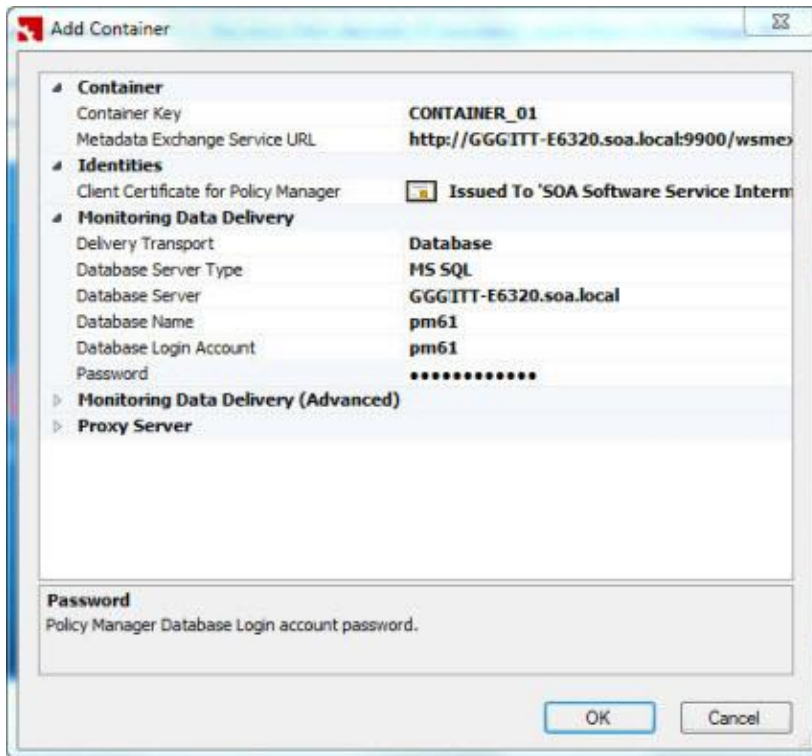 Add Container
Container
Container Key CONTAINER_01
Metadata Exchange Service URL http://GGGITT-E6320.soa.local:9900/wsmex
Identities
Client Certificate for Policy Manager Issued To 'SOA Software Service Interm
Monitoring Data Delivery
Delivery Transport Database
Database Server Type MS SQL
Database Server GGGITT-E6320.soa.local
Database Name pm61
Database Login Account pm61
Password ••••••••••••
Monitoring Data Delivery (Advanced)
Proxy Server
Password
Policy Manager Database Login account password.
OK Cancel